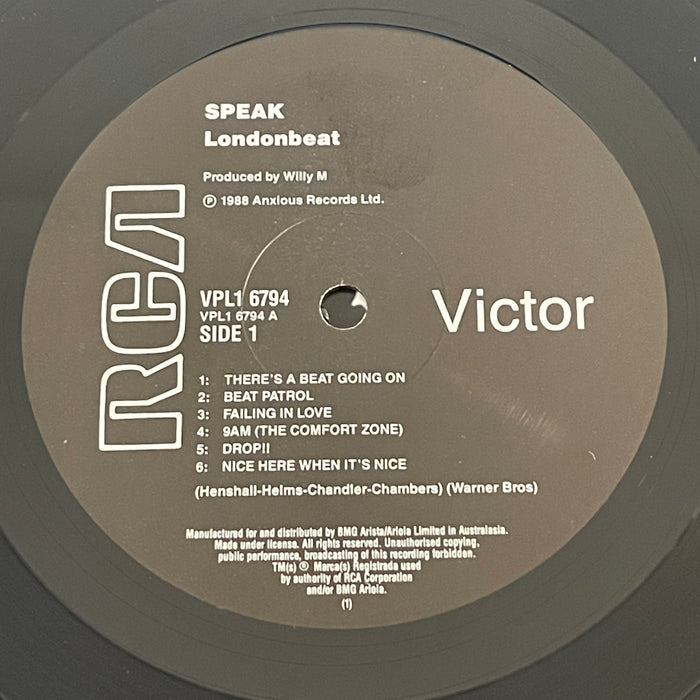 SPEAK
Londonbeat
Produced by Willy M
℗ 1988 Anxious Records Ltd.
RCA
VPL1 6794
VPL1 6794 A
SIDE 1
Victor
1: THERE'S A BEAT GOING ON
2: BEAT PATROL
3: FAILING IN LOVE
4: 9AM (THE COMFORT ZONE)
5: DROP!!
6: NICE HERE WHEN IT'S NICE
(Henshall-Helms-Chandler-Chambers) (Warner Bros)
Manufactured for and distributed by BMG Arista/Ariola Limited in Australasia.
Made under license. All rights reserved. Unauthorised copying,
public performance, broadcasting of this recording forbidden.
TM(s) ® Marca(s) Registrada used
by authority of RCA Corporation
and/or BMG Ariola.
(1)